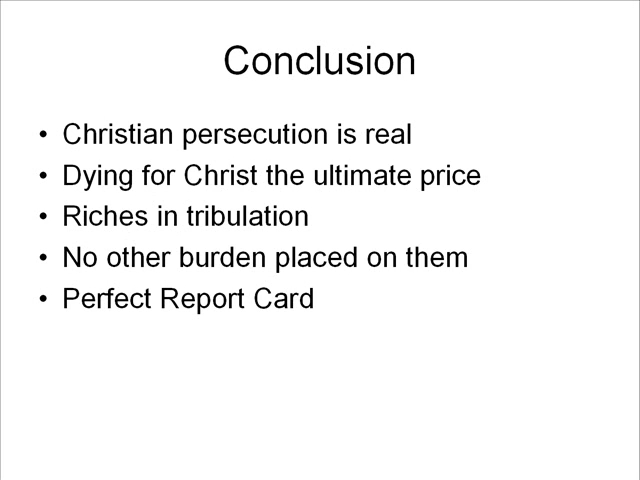 Conclusion
• Christian persecution is real
• Dying for Christ the ultimate price
• Riches in tribulation
• No other burden placed on them
• Perfect Report Card